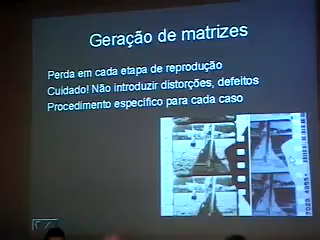 Geração de matrizes
Perda em cada etapa de reprodução
Cuidado! Não introduzir distorções, defeitos
Procedimento específico para cada caso